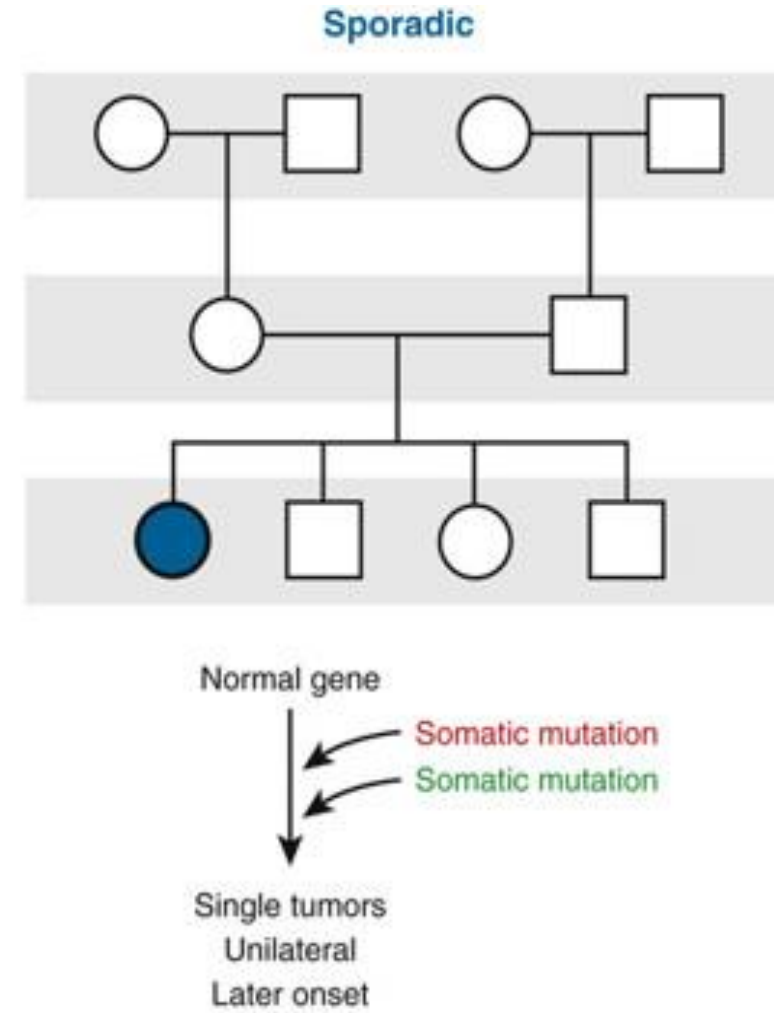 Sporadic
Normal gene
Somatic mutation
Somatic mutation
Single tumors
Unilateral
Later onset